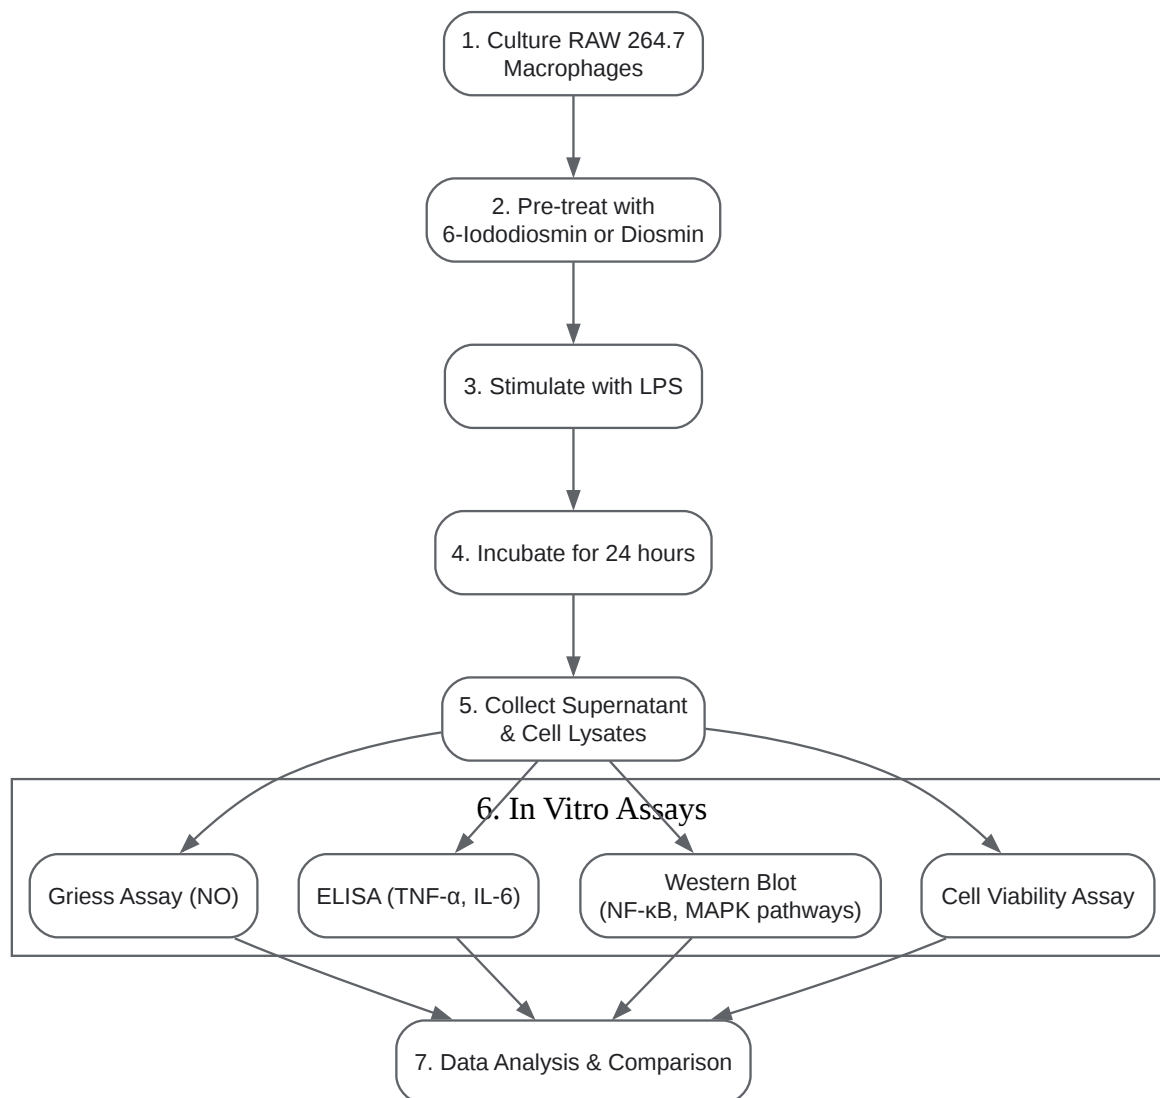 1. Culture RAW 264.7
Macrophages
2. Pre-treat with
6-Iododiosmin or Diosmin
3. Stimulate with LPS
4. Incubate for 24 hours
5. Collect Supernatant
& Cell Lysates
6. In Vitro Assays
Griess Assay (NO)
ELISA (TNF-α, IL-6)
Western Blot
(NF-κB, MAPK pathways)
Cell Viability Assay
7. Data Analysis & Comparison